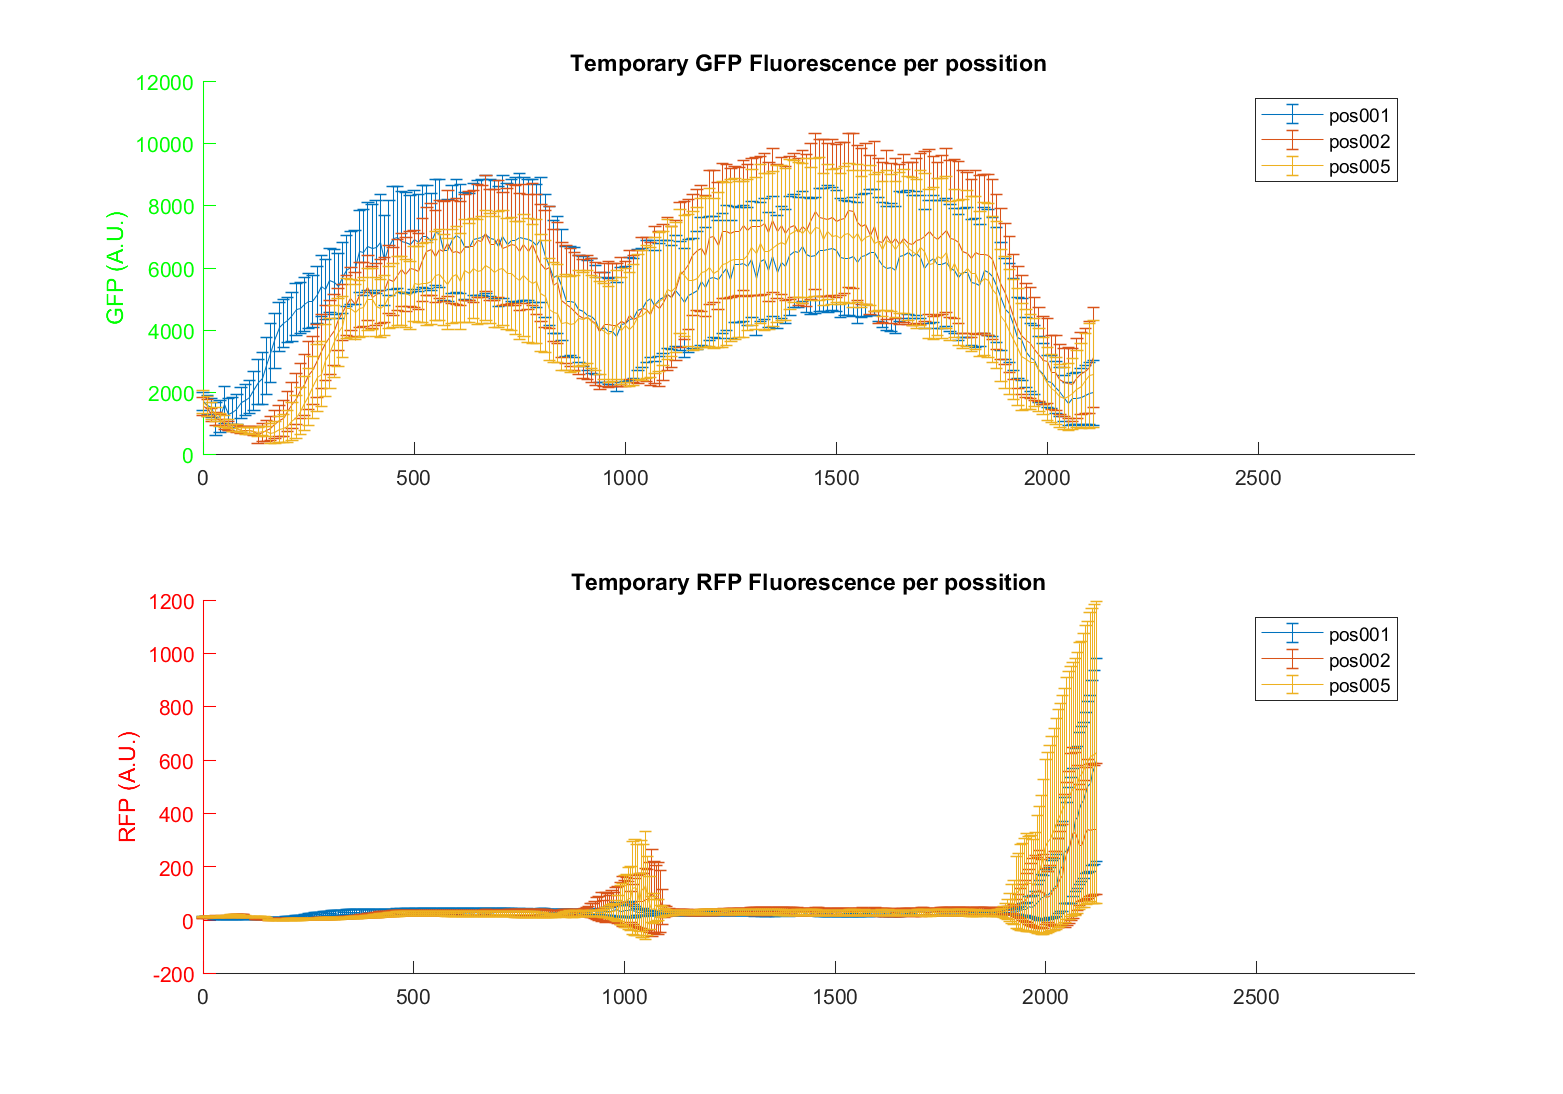 Temporary GFP Fluorescence per possition
12000
10000
8000
6000
4000
2000
0
GFP (A.U.)
0 500 1000 1500 2000 2500
pos001
pos002
pos005
Temporary RFP Fluorescence per possition
1200
1000
800
600
400
200
0
-200
RFP (A.U.)
0 500 1000 1500 2000 2500
pos001
pos002
pos005